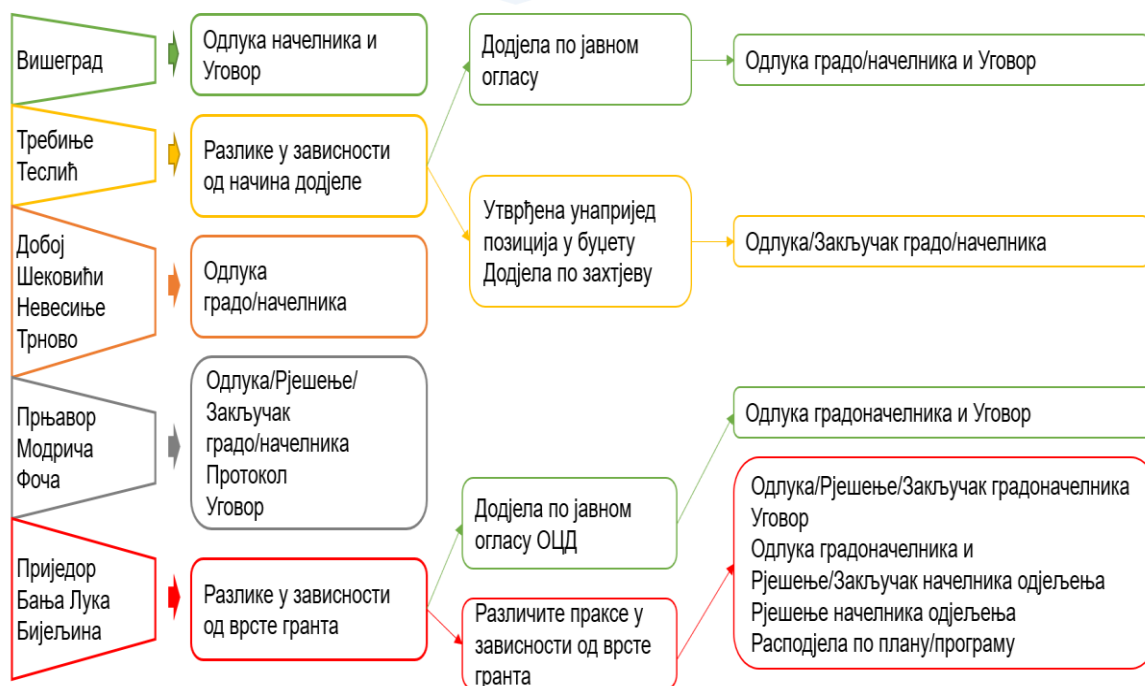 Вишеград
Одлука начелника и
Уговор
Додјела по јавном
огласу
Одлука градо/начелника и Уговор
Требиње
Теслић
Разлике у зависности
од начина додјеле
Утврђена унапријед
позиција у буџету
Додјела по захтјеву
Одлука/Закључак градо/начелника
Добој
Шековићи
Невесиње
Трново
Одлука
градо/начелника
Прњавор
Модрича
Фоча
Одлука/Рјешење/
Закључак
градо/начелника
Протокол
Уговор
Приједор
Бања Лука
Бијељина
Разлике у зависности
од врсте гранта
Додјела по јавном
огласу ОЦД
Одлука градоначелника и Уговор
Различите праксе у
зависности од врсте
гранта
Одлука/Рјешење/Закључак градоначелника
Уговор
Одлука градоначелника и
Рјешење/Закључак начелника одјељења
Рјешење начелника одјељења
Расподјела по плану/програму